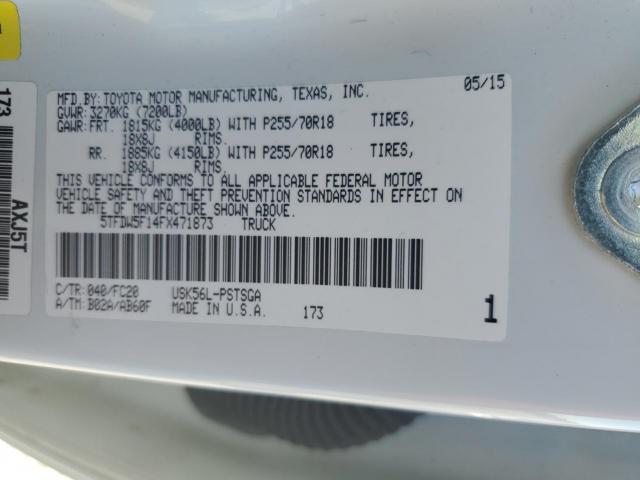 MFD.BY:TOYOTA MOTOR MANUFACTURING, TEXAS, INC. 05/15
GVWR: 3270KG (7200LB)
GAWR:FRT. 1815KG (4000LB) WITH P255/70R18 TIRES,
18X8J RIMS.
RR. 1885KG (4150LB) WITH P255/70R18 TIRES,
18X8J RIMS.
THIS VEHICLE CONFORMS TO ALL APPLICABLE FEDERAL MOTOR
VEHICLE SAFETY AND THEFT PREVENTION STANDARDS IN EFFECT ON
THE DATE OF MANUFACTURE SHOWN ABOVE.
5TFDW5F14FX471873 TRUCK
C/TR: 040/FC20 USK56L-PSTSGA
A/TM: B02A/AB60F MADE IN U.S.A. 173 1
173
AXJ5T